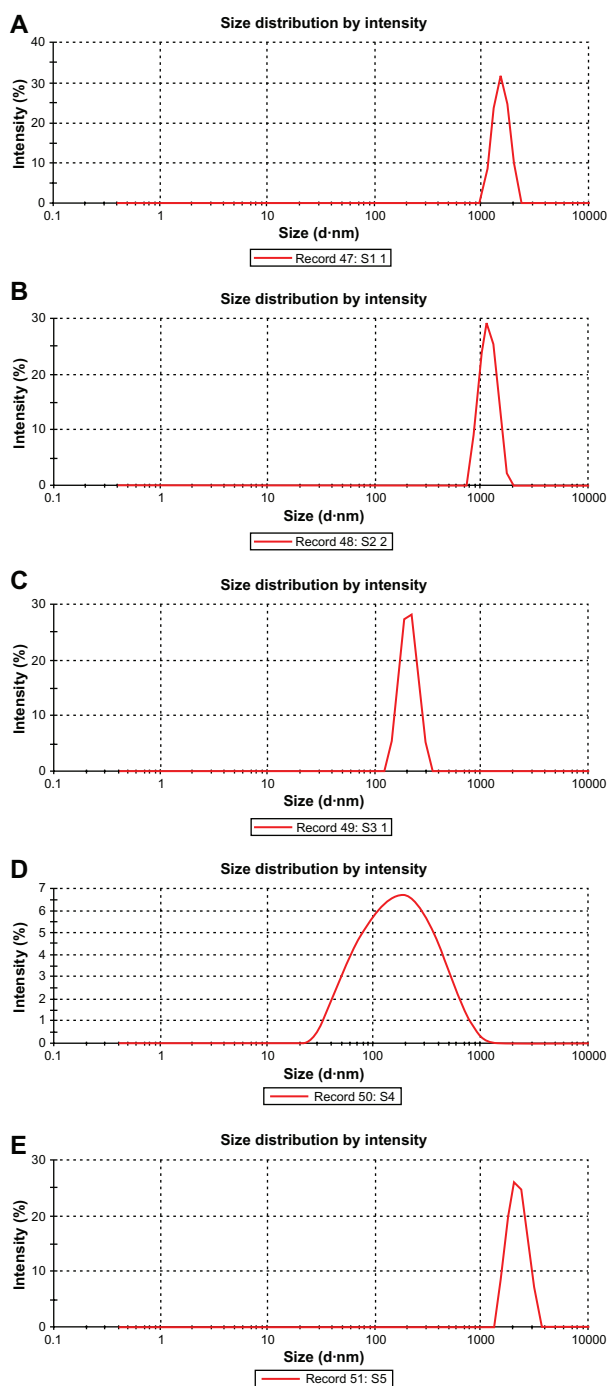 A
Size distribution by intensity
40
30
20
10
0
Intensity (%)
0.1 1 10 100 1000 10000
Size (d·nm)
Record 47: S1 1
B
Size distribution by intensity
30
20
10
0
Intensity (%)
0.1 1 10 100 1000 10000
Size (d·nm)
Record 48: S2 2
C
Size distribution by intensity
30
20
10
0
Intensity (%)
0.1 1 10 100 1000 10000
Size (d·nm)
Record 49: S3 1
D
Size distribution by intensity
7
6
5
4
3
2
1
0
Intensity (%)
0.1 1 10 100 1000 10000
Size (d·nm)
Record 50: S4
E
Size distribution by intensity
30
20
10
0
Intensity (%)
0.1 1 10 100 1000 10000
Size (d·nm)
Record 51: S5